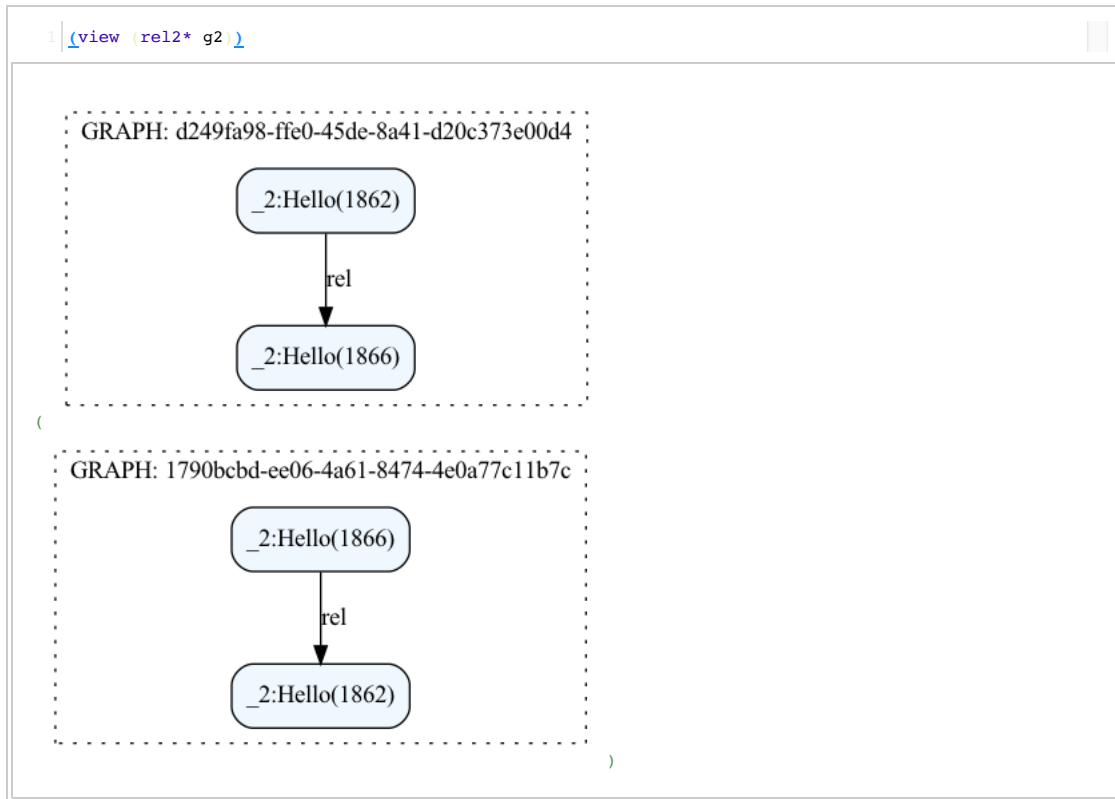 1 (view (rel2* g2))
GRAPH: d249fa98-ffe0-45de-8a41-d20c373e00d4
_2:Hello(1862)
rel
_2:Hello(1866)
(
GRAPH: 1790bcbd-ee06-4a61-8474-4e0a77c11b7c
_2:Hello(1866)
rel
_2:Hello(1862)
)